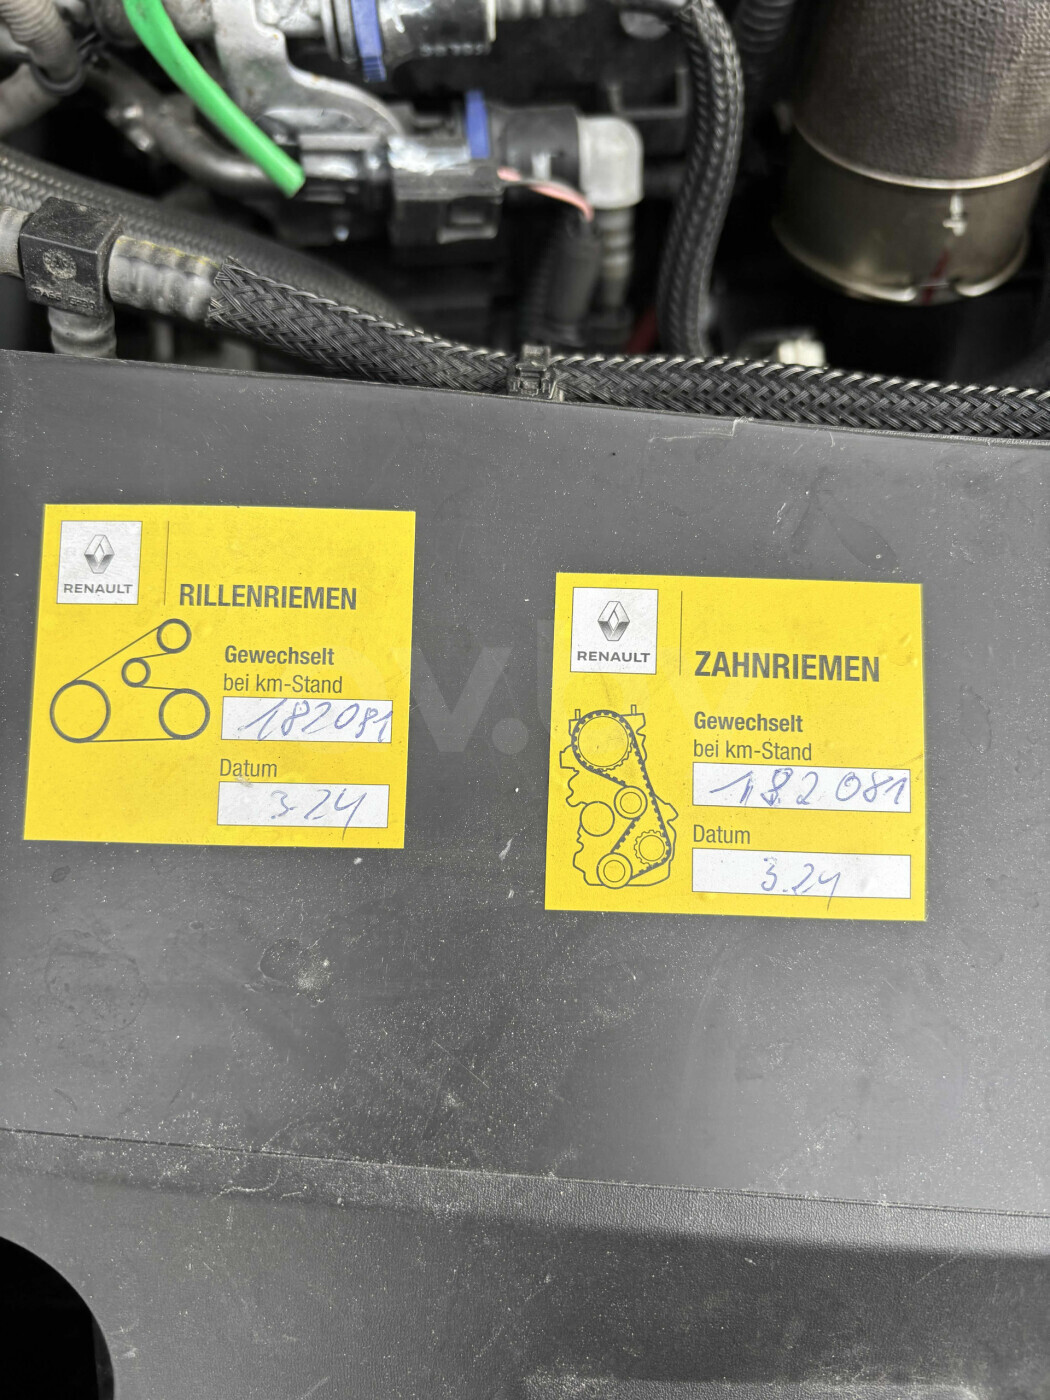 RENAULT
RILLENRIEMEN
Gewechselt
bei km-Stand
182081
Datum
3.24
RENAULT
ZAHNRIEMEN
Gewechselt
bei km-Stand
182081
Datum
3.24